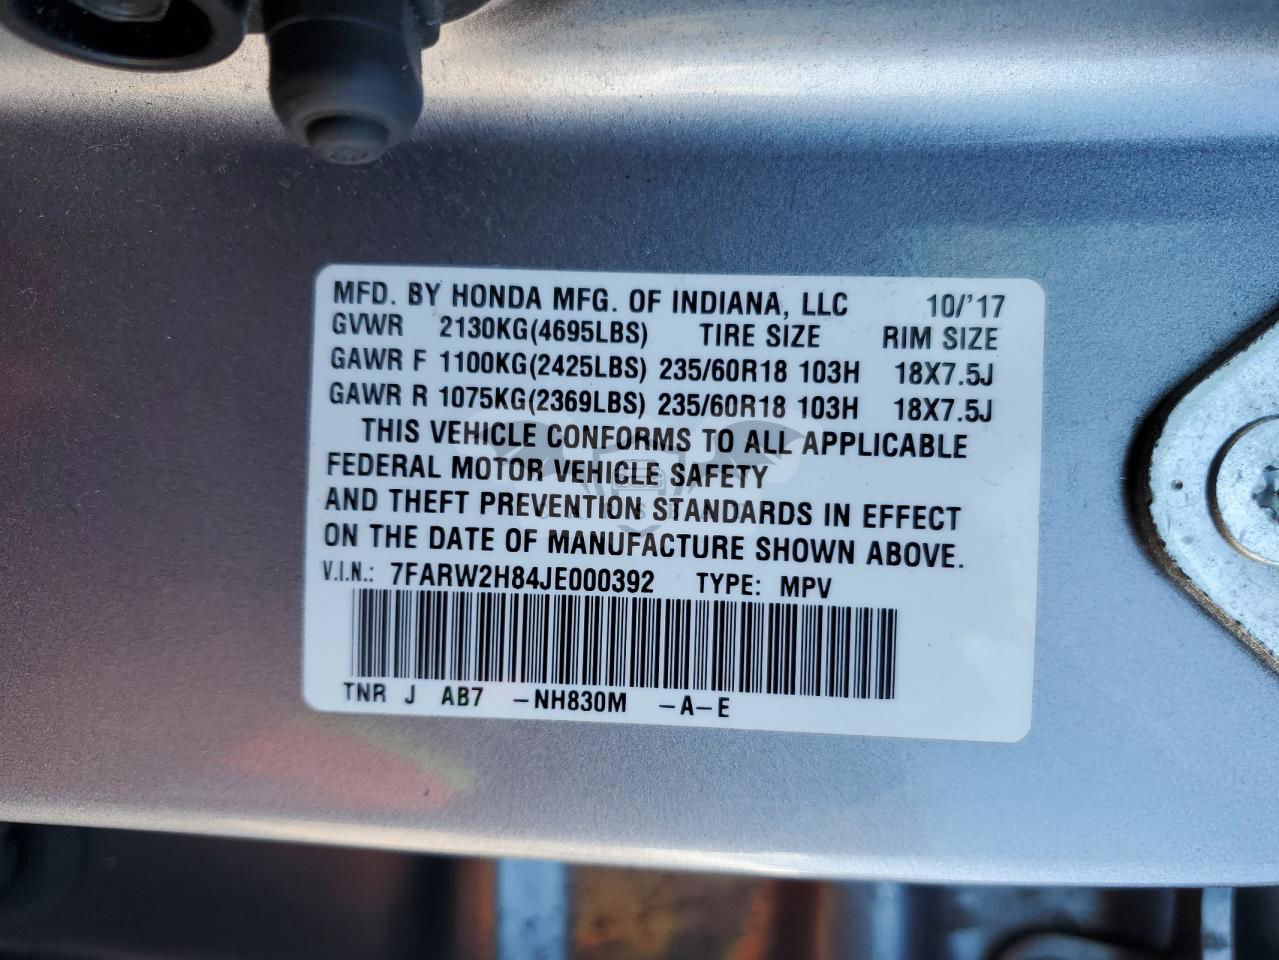 MFD. BY HONDA MFG. OF INDIANA, LLC 10/'17
GVWR 2130KG(4695LBS) TIRE SIZE RIM SIZE
GAWR F 1100KG(2425LBS) 235/60R18 103H 18X7.5J
GAWR R 1075KG(2369LBS) 235/60R18 103H 18X7.5J
THIS VEHICLE CONFORMS TO ALL APPLICABLE
FEDERAL MOTOR VEHICLE SAFETY
AND THEFT PREVENTION STANDARDS IN EFFECT
ON THE DATE OF MANUFACTURE SHOWN ABOVE.
V.I.N.: 7FARW2H84JE000392 TYPE: MPV
TNR J AB7 -NH830M -A-E